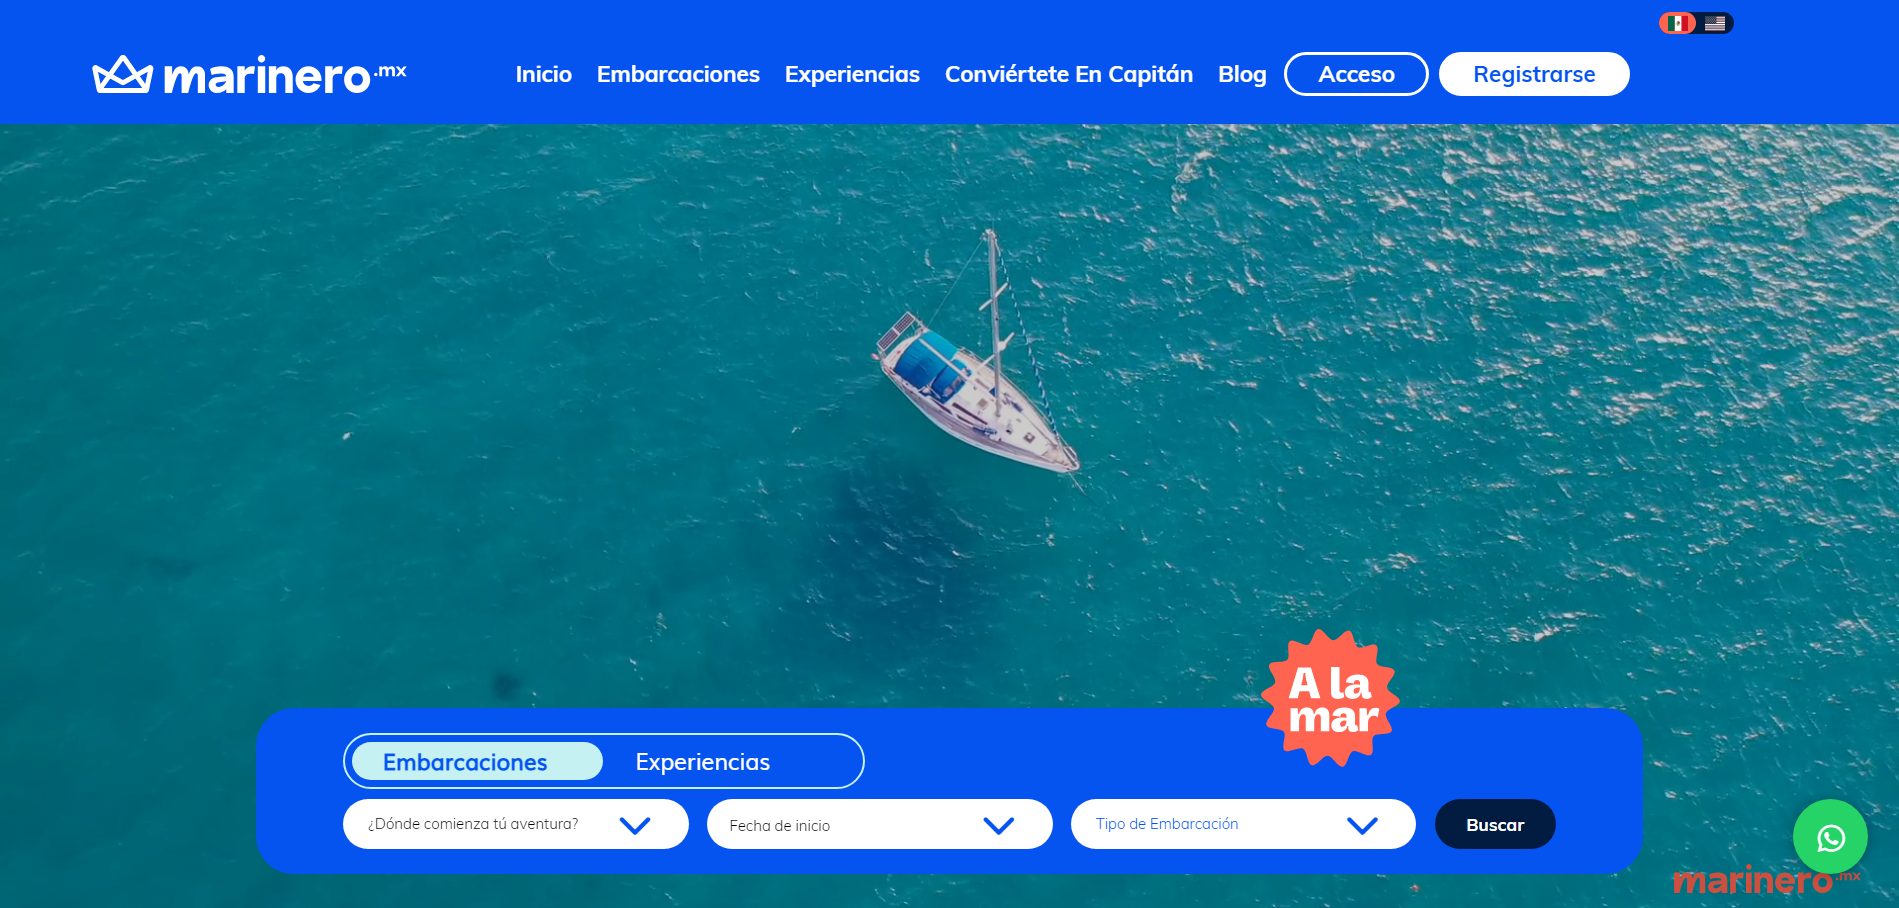 marinero.mx
Inicio
Embarcaciones
Experiencias
Conviértete En Capitán
Blog
Acceso
Registrarse
A la
mar
Embarcaciones
Experiencias
¿Dónde comienza tú aventura?
Fecha de inicio
Tipo de Embarcación
Buscar
marinero.mx